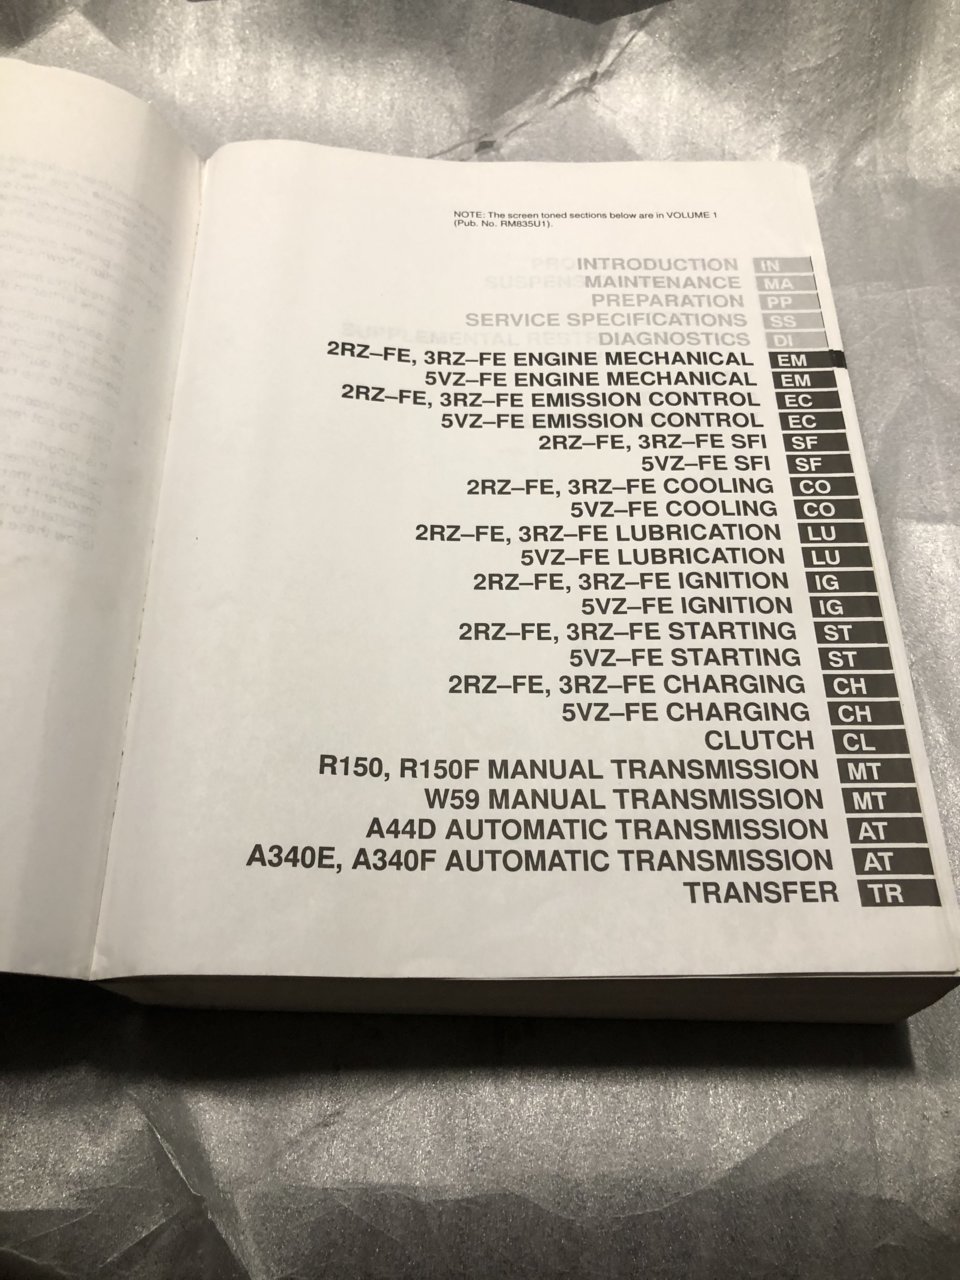 NOTE: The screen toned sections below are in VOLUME 1
(Pub. No. RM835U1).
INTRODUCTION IN
MAINTENANCE MA
PREPARATION PP
SERVICE SPECIFICATIONS SS
DIAGNOSTICS DI
2RZ–FE, 3RZ–FE ENGINE MECHANICAL EM
5VZ–FE ENGINE MECHANICAL EM
2RZ–FE, 3RZ–FE EMISSION CONTROL EC
5VZ–FE EMISSION CONTROL EC
2RZ–FE, 3RZ–FE SFI SF
5VZ–FE SFI SF
2RZ–FE, 3RZ–FE COOLING CO
5VZ–FE COOLING CO
2RZ–FE, 3RZ–FE LUBRICATION LU
5VZ–FE LUBRICATION LU
2RZ–FE, 3RZ–FE IGNITION IG
5VZ–FE IGNITION IG
2RZ–FE, 3RZ–FE STARTING ST
5VZ–FE STARTING ST
2RZ–FE, 3RZ–FE CHARGING CH
5VZ–FE CHARGING CH
CLUTCH CL
R150, R150F MANUAL TRANSMISSION MT
W59 MANUAL TRANSMISSION MT
A44D AUTOMATIC TRANSMISSION AT
A340E, A340F AUTOMATIC TRANSMISSION AT
TRANSFER TR